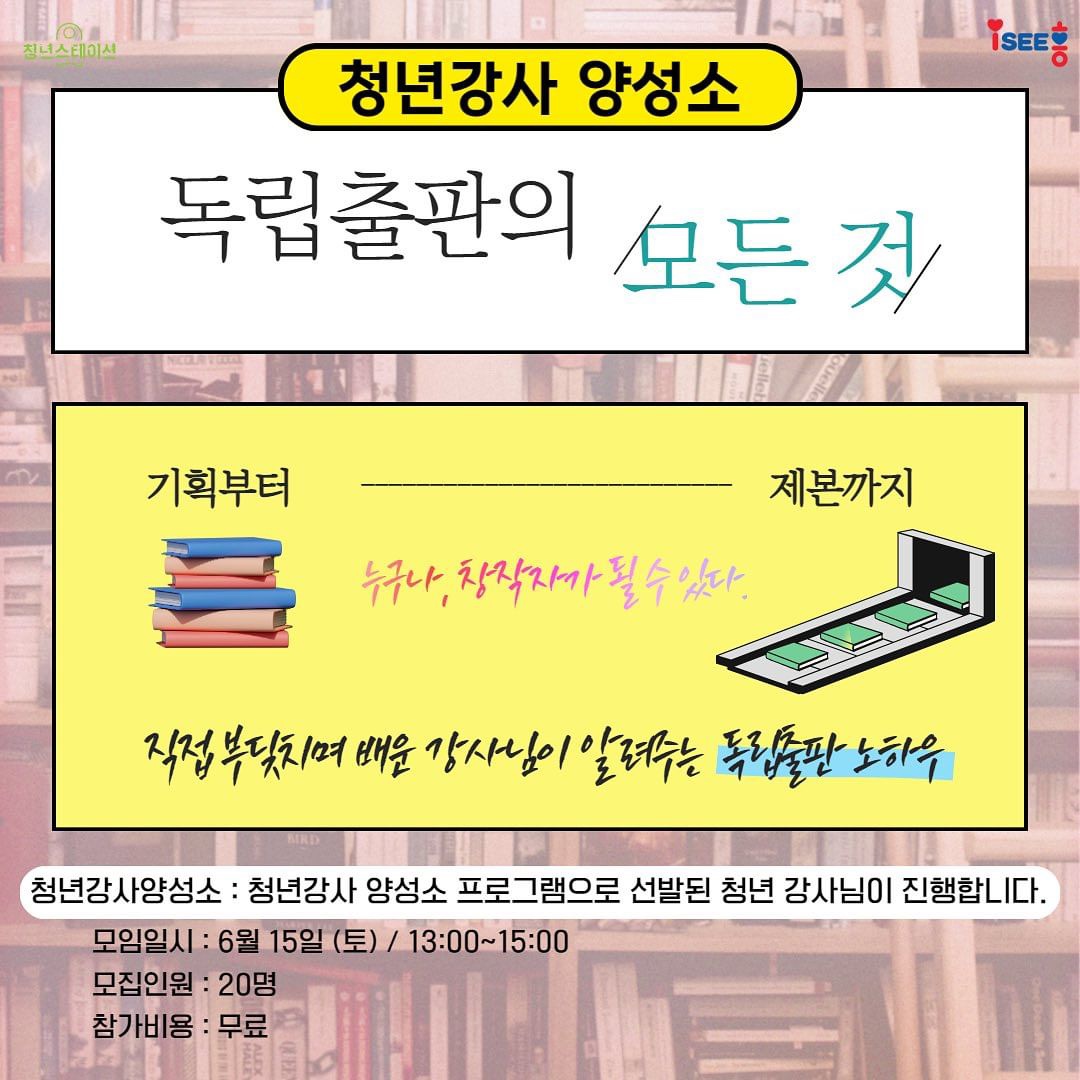 청년스테이션
iSEE흥
청년강사 양성소
독립출판의
모든 것
기획부터
제본까지
누구나, 창작자가 될 수 있다.
직접 부딪치며 배운 강사님이 알려주는 독립출판 노하우
BIRD
청년강사양성소 : 청년강사 양성소 프로그램으로 선발된 청년 강사님이 진행합니다.
모임일시 : 6월 15일 (토) / 13:00~15:00
모집인원 : 20명
참가비용 : 무료